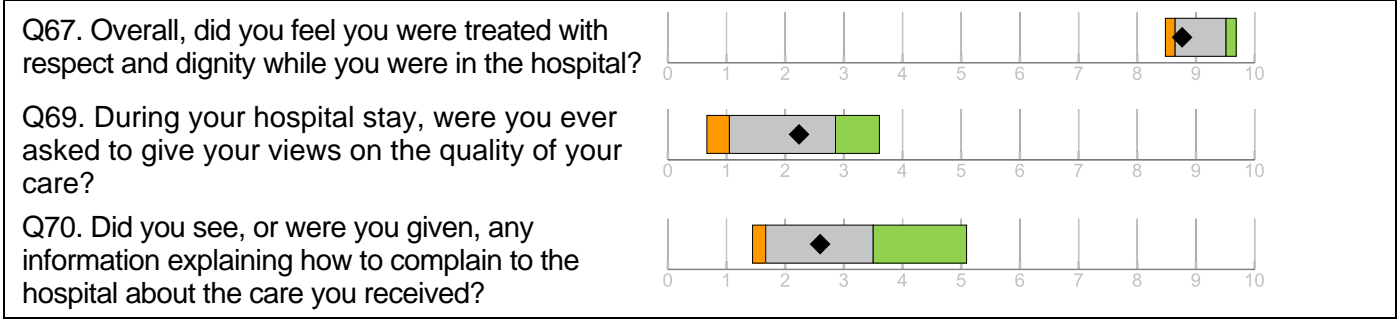 Q67. Overall, did you feel you were treated with
respect and dignity while you were in the hospital?
0 1 2 3 4 5 6 7 8 9 10
Q69. During your hospital stay, were you ever
asked to give your views on the quality of your
care?
0 1 2 3 4 5 6 7 8 9 10
Q70. Did you see, or were you given, any
information explaining how to complain to the
hospital about the care you received?
0 1 2 3 4 5 6 7 8 9 10